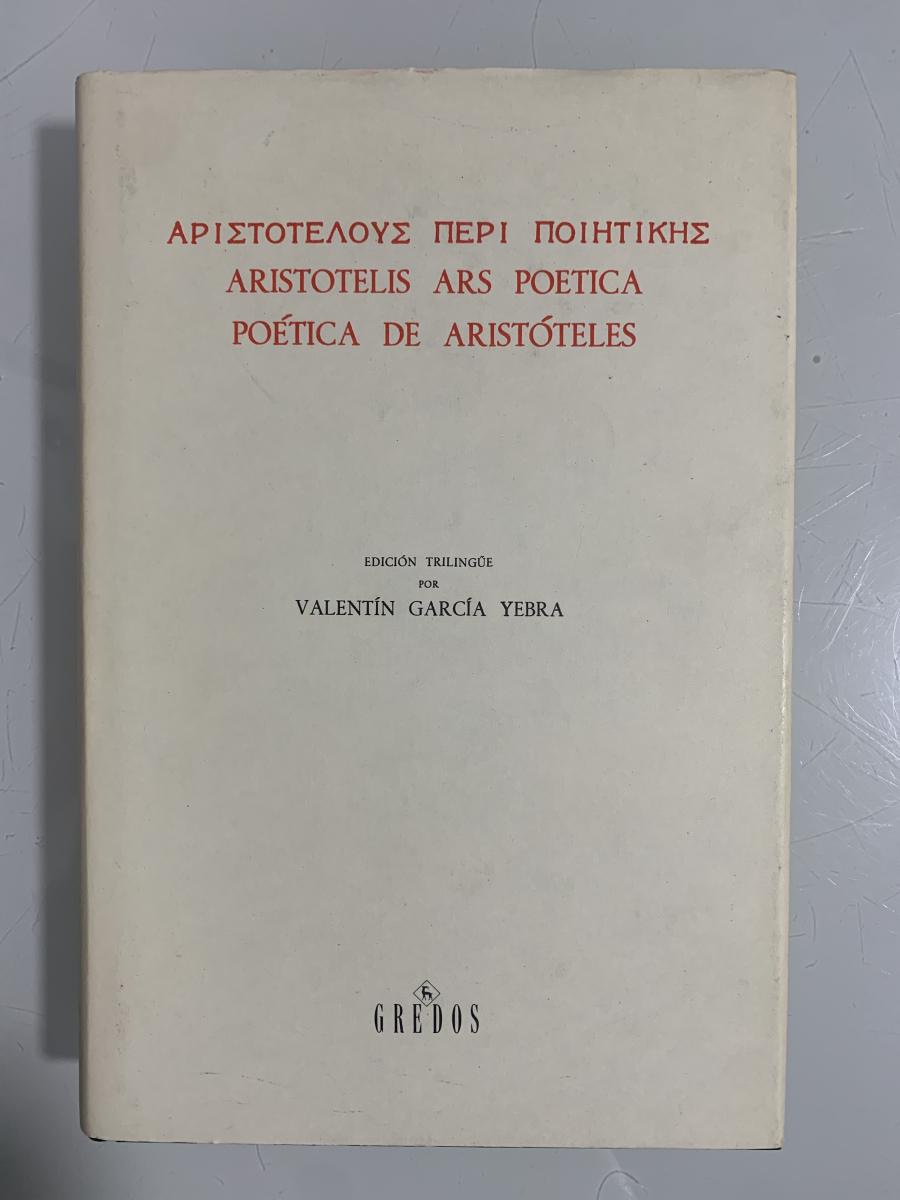 ΑΡΙΣΤΟΤΕΛΟΥΣ ΠΕΡΙ ΠΟΙΗΤΙΚΗΣ
ARISTOTELIS ARS POETICA
POÉTICA DE ARISTÓTELES
EDICIÓN TRILINGÜE
POR
VALENTÍN GARCÍA YEBRA
GREDOS